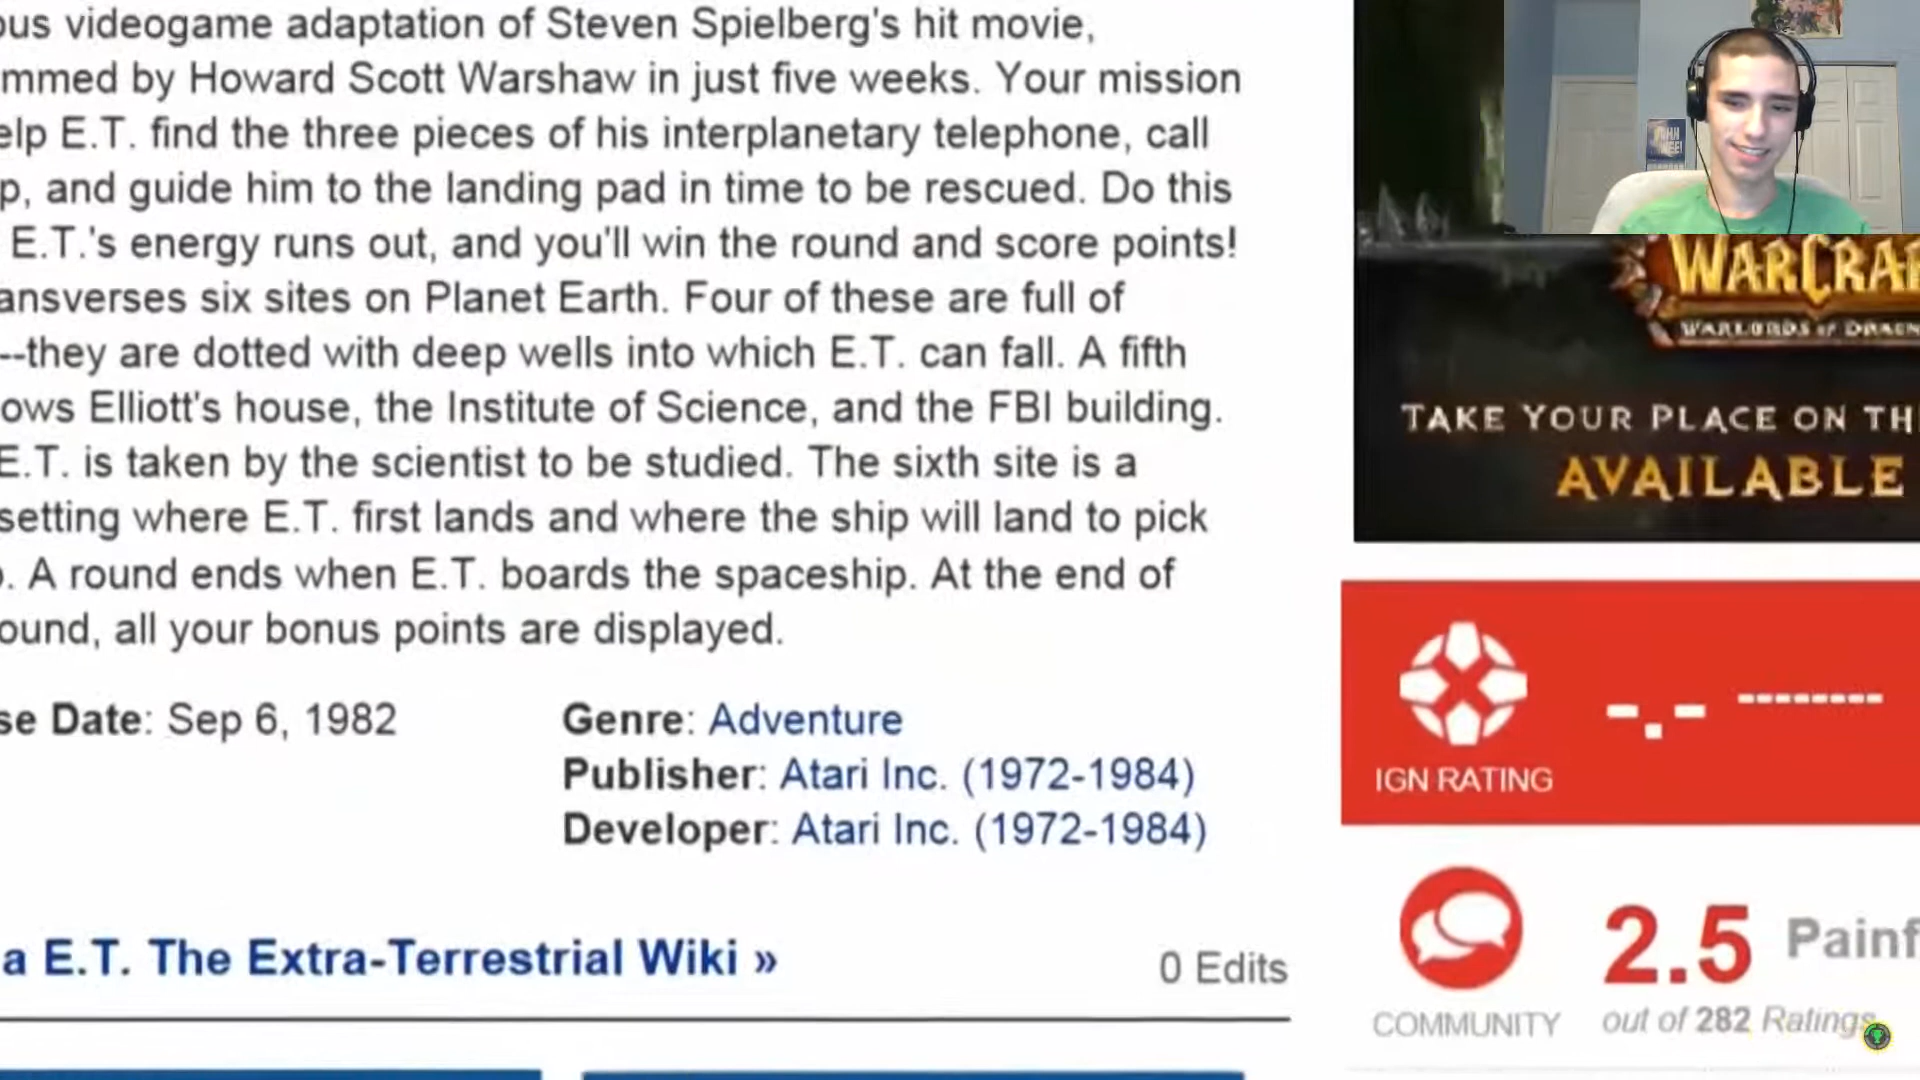 ous videogame adaptation of Steven Spielberg's hit movie,
mmed by Howard Scott Warshaw in just five weeks. Your mission
elp E.T. find the three pieces of his interplanetary telephone, call
p, and guide him to the landing pad in time to be rescued. Do this
E.T.'s energy runs out, and you'll win the round and score points!
ansverses six sites on Planet Earth. Four of these are full of
--they are dotted with deep wells into which E.T. can fall. A fifth
ows Elliott's house, the Institute of Science, and the FBI building.
E.T. is taken by the scientist to be studied. The sixth site is a
setting where E.T. first lands and where the ship will land to pick
. A round ends when E.T. boards the spaceship. At the end of
ound, all your bonus points are displayed.
se Date: Sep 6, 1982
Genre: Adventure
Publisher: Atari Inc. (1972-1984)
Developer: Atari Inc. (1972-1984)
a E.T. The Extra-Terrestrial Wiki »
0 Edits
WARCRAF
WARLORDS of DRAEN
TAKE YOUR PLACE ON TH
AVAILABLE
-.- --------
IGN RATING
2.5 Painf
COMMUNITY
out of 282 Ratings